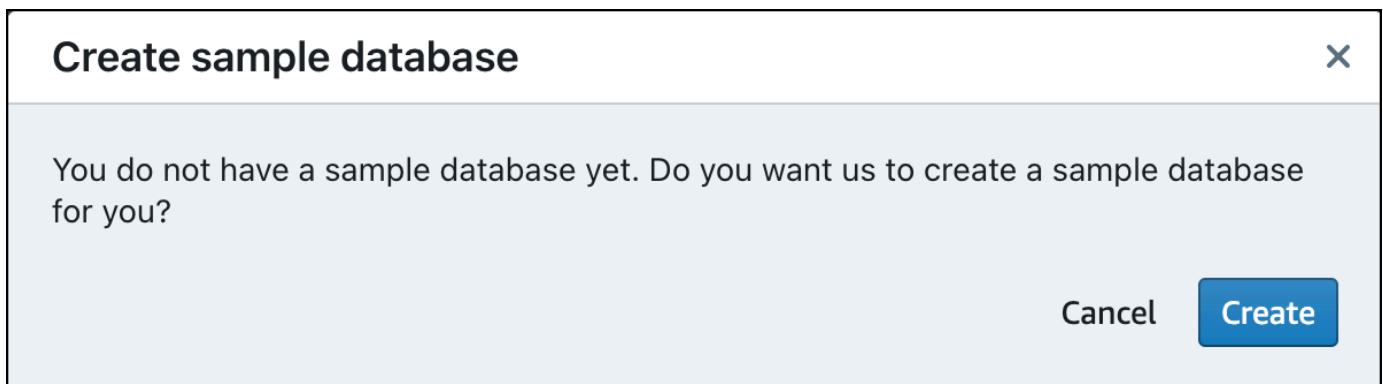 Create sample database
You do not have a sample database yet. Do you want us to create a sample database
for you?
Cancel
Create